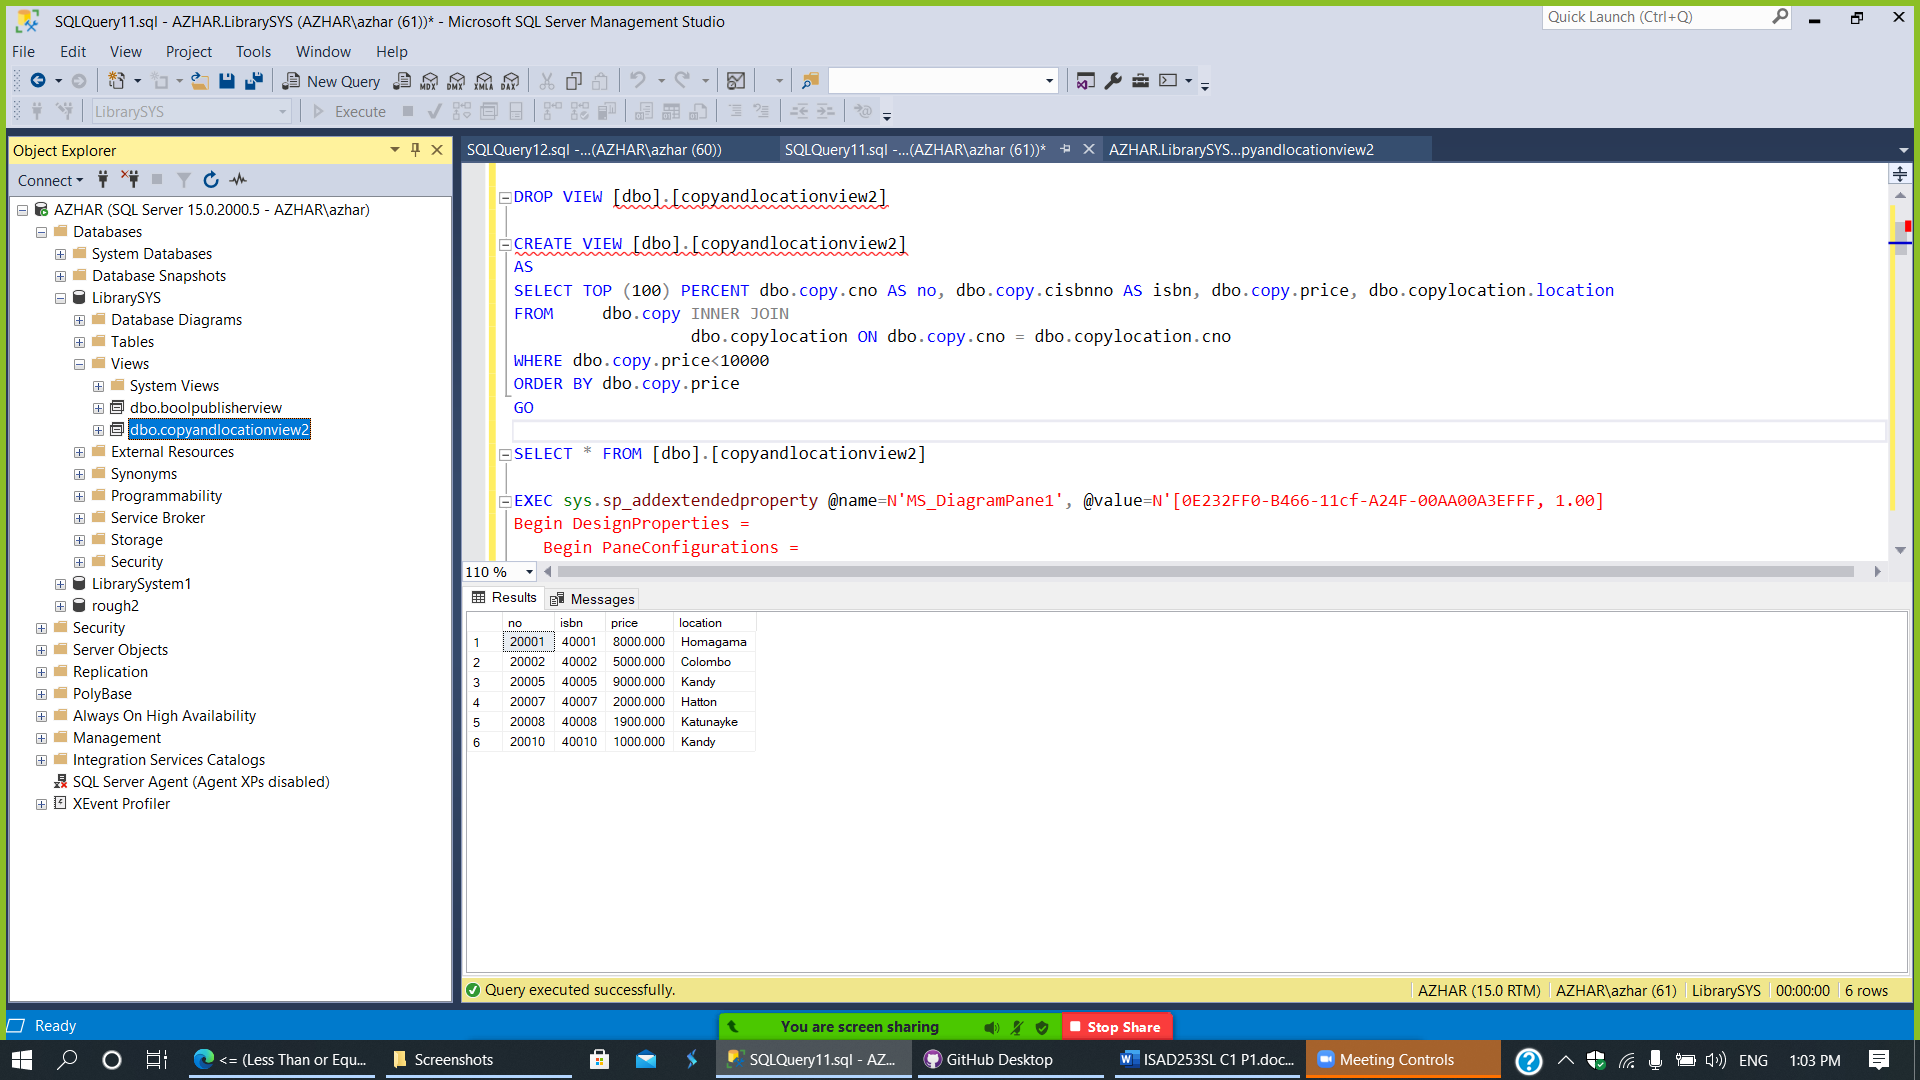 SQLQuery11.sql - AZHAR.LibrarySYS (AZHAR\azhar (61))* - Microsoft SQL Server Management Studio
Quick Launch (Ctrl+Q)
File Edit View Project Tools Window Help
New Query
MDX DMX XMLA DAX
LibrarySYS
Execute
Object Explorer
Connect
AZHAR (SQL Server 15.0.2000.5 - AZHAR\azhar)
Databases
System Databases
Database Snapshots
LibrarySYS
Database Diagrams
Tables
Views
System Views
dbo.boolpublisherview
dbo.copyandlocationview2
External Resources
Synonyms
Programmability
Service Broker
Storage
Security
LibrarySystem1
rough2
Security
Server Objects
Replication
PolyBase
Always On High Availability
Management
Integration Services Catalogs
SQL Server Agent (Agent XPs disabled)
XEvent Profiler
SQLQuery12.sql -...(AZHAR\azhar (60))
SQLQuery11.sql -...(AZHAR\azhar (61))*
AZHAR.LibrarySYS...pyandlocationview2
DROP VIEW [dbo].[copyandlocationview2]
CREATE VIEW [dbo].[copyandlocationview2]
AS
SELECT TOP (100) PERCENT dbo.copy.cno AS no, dbo.copy.cisbnno AS isbn, dbo.copy.price, dbo.copylocation.location
FROM dbo.copy INNER JOIN
dbo.copylocation ON dbo.copy.cno = dbo.copylocation.cno
WHERE dbo.copy.price<10000
ORDER BY dbo.copy.price
GO
SELECT * FROM [dbo].[copyandlocationview2]
EXEC sys.sp_addextendedproperty @name=N'MS_DiagramPane1', @value=N'[0E232FF0-B466-11cf-A24F-00AA00A3EFFF, 1.00]
Begin DesignProperties =
Begin PaneConfigurations =
110 %
Results Messages
no isbn price location
1 20001 40001 8000.000 Homagama
2 20002 40002 5000.000 Colombo
3 20005 40005 9000.000 Kandy
4 20007 40007 2000.000 Hatton
5 20008 40008 1900.000 Katunayke
6 20010 40010 1000.000 Kandy
Query executed successfully.
AZHAR (15.0 RTM) AZHAR\azhar (61) LibrarySYS 00:00:00 6 rows
Ready
You are screen sharing
Stop Share
<= (Less Than or Equ...
Screenshots
SQLQuery11.sql - AZ...
GitHub Desktop
ISAD253SL C1 P1.doc...
Meeting Controls
ENG
1:03 PM